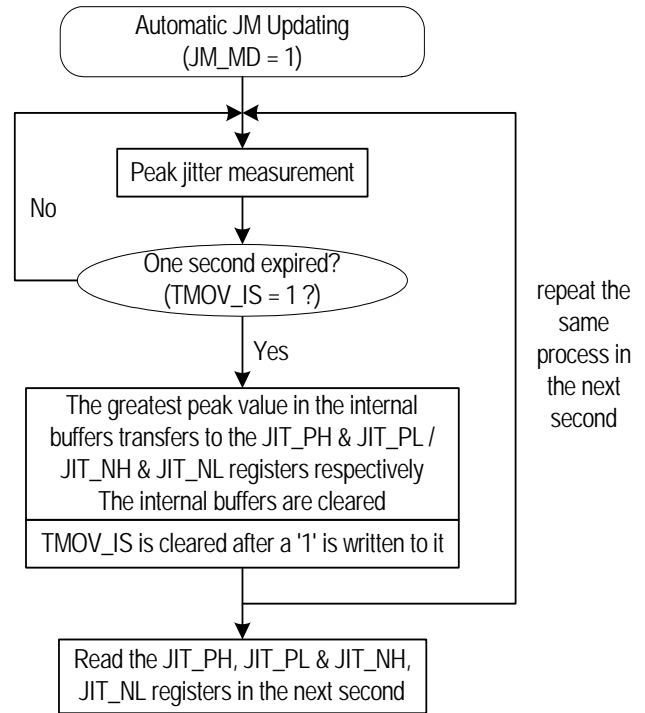 Automatic JM Updating
(JM_MD = 1)
Peak jitter measurement
No
One second expired?
(TMOV_IS = 1 ?)
repeat the
same
process in
the next
second
Yes
The greatest peak value in the internal
buffers transfers to the JIT_PH & JIT_PL /
JIT_NH & JIT_NL registers respectively
The internal buffers are cleared
TMOV_IS is cleared after a '1' is written to it
Read the JIT_PH, JIT_PL & JIT_NH,
JIT_NL registers in the next second